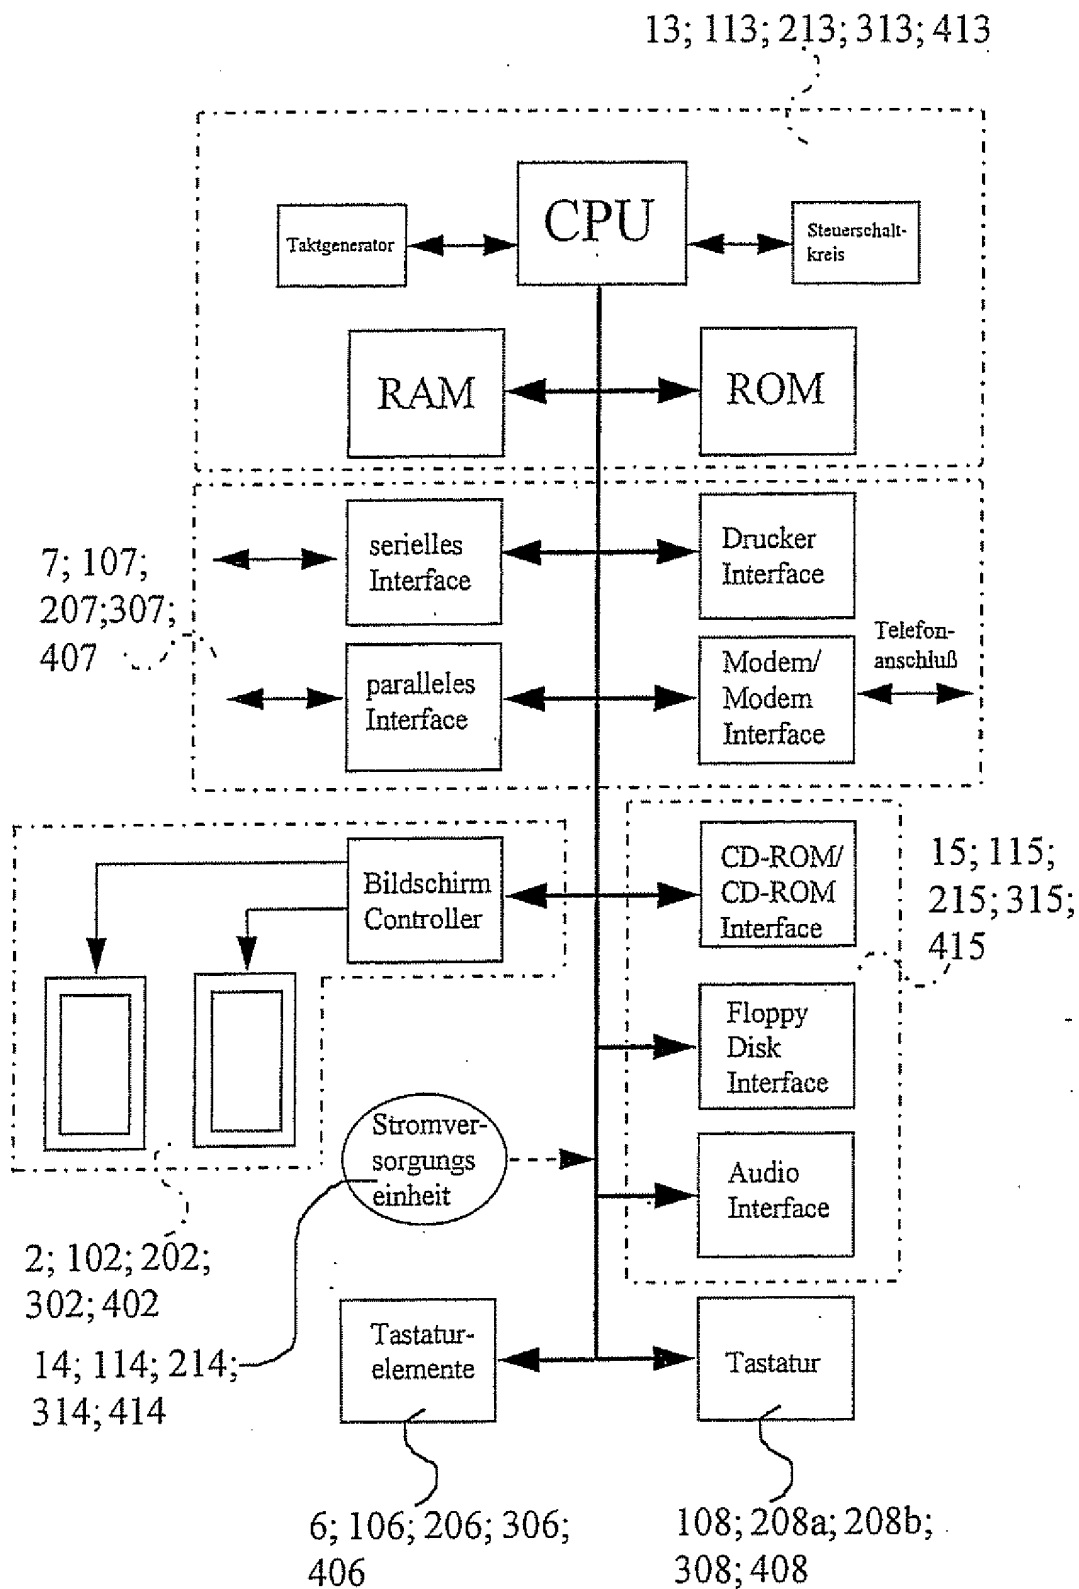 13; 113; 213; 313; 413
CPU
Taktgenerator
Steuerschalt-
kreis
RAM
ROM
serielles
Interface
Drucker
Interface
7; 107;
207;307;
407
paralleles
Interface
Modem/
Modem
Interface
Telefon-
anschluß
Bildschirm
Controller
CD-ROM/
CD-ROM
Interface
15; 115;
215; 315;
415
Floppy
Disk
Interface
Stromver-
sorgungs
einheit
Audio
Interface
2; 102; 202;
302; 402
14; 114; 214;
314; 414
Tastatur-
elemente
Tastatur
6; 106; 206; 306;
406
108; 208a; 208b;
308; 408